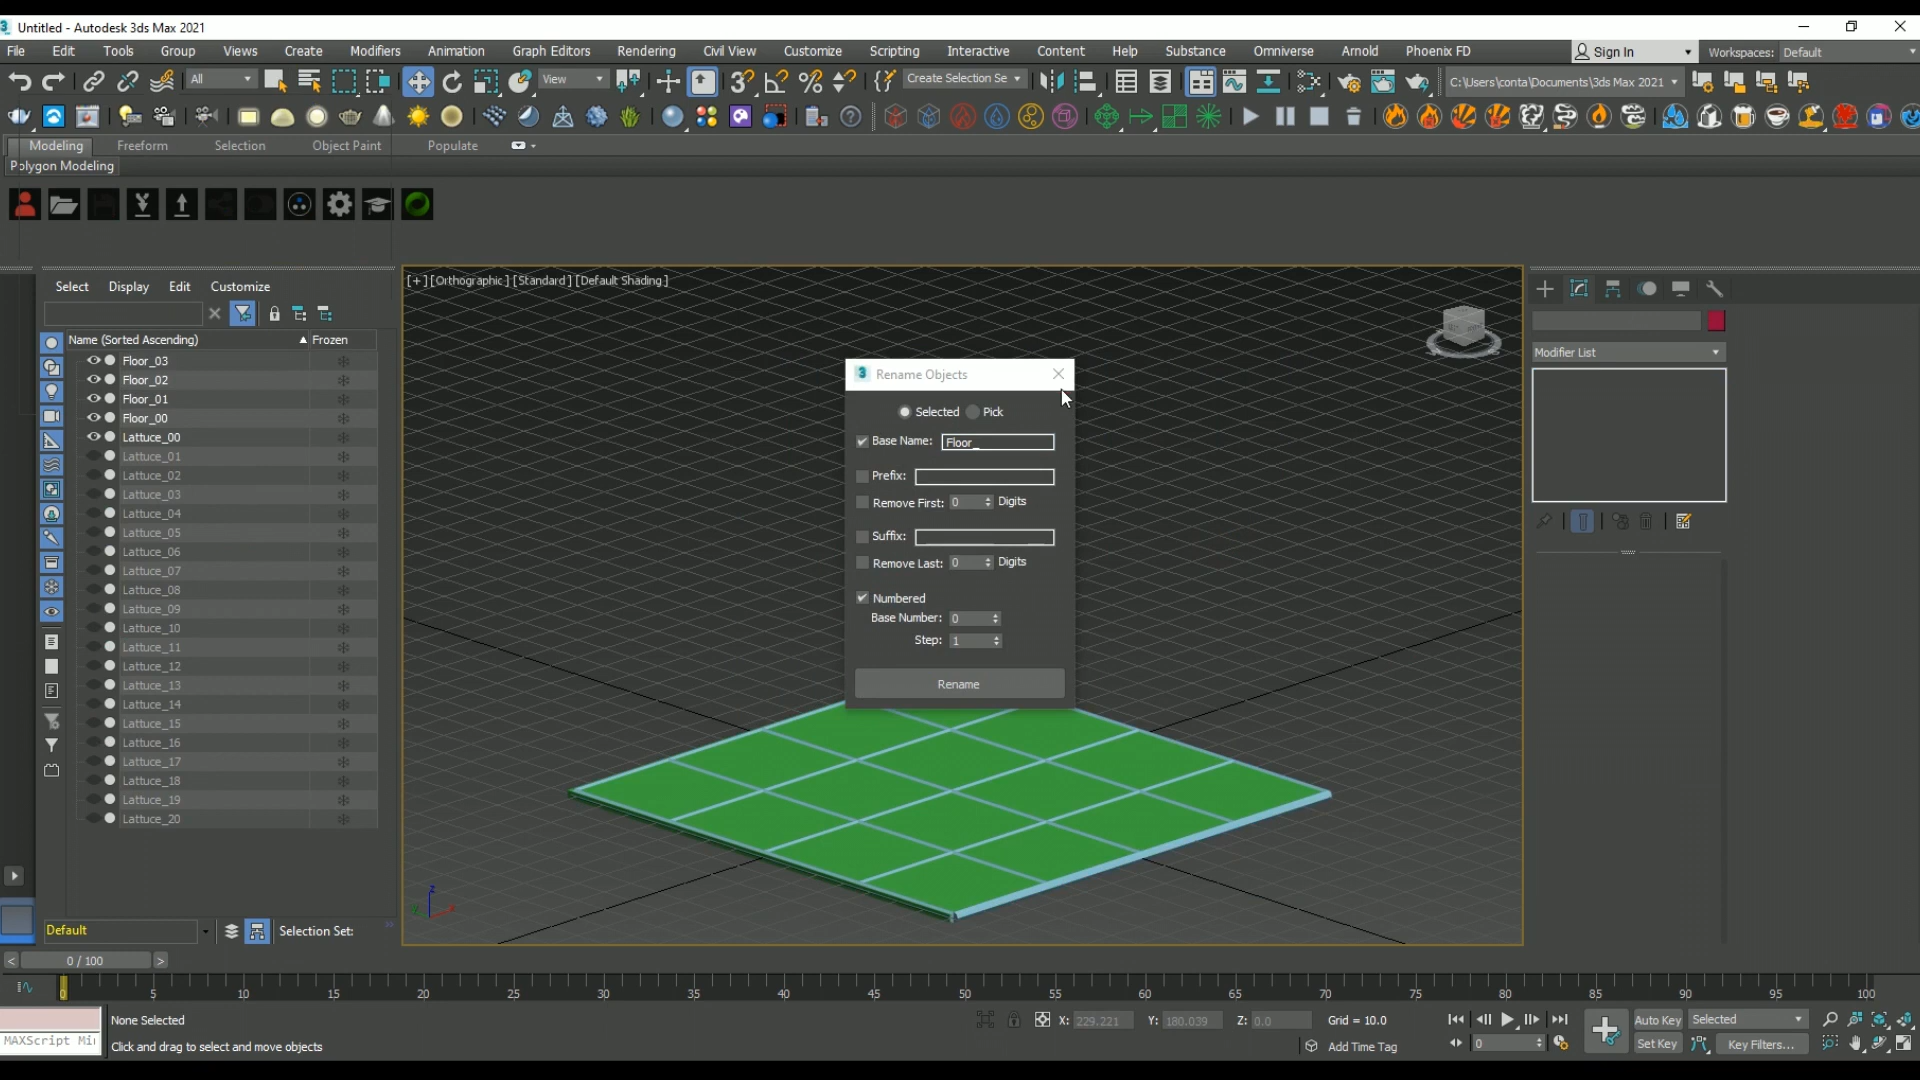 Untitled - Autodesk 3ds Max 2021
File Edit Tools Group Views Create Modifiers Animation Graph Editors Rendering Civil View Customize Scripting Interactive Content Help Substance Omniverse Arnold Phoenix FD Sign In Workspaces: Default
All View Create Selection Se C:\Users\conta\Documents\3ds Max 2021
Modeling Freeform Selection Object Paint Populate
Polygon Modeling
Select Display Edit Customize
Name (Sorted Ascending) Frozen
Floor_03
Floor_02
Floor_01
Floor_00
Lattuce_00
Lattuce_01
Lattuce_02
Lattuce_03
Lattuce_04
Lattuce_05
Lattuce_06
Lattuce_07
Lattuce_08
Lattuce_09
Lattuce_10
Lattuce_11
Lattuce_12
Lattuce_13
Lattuce_14
Lattuce_15
Lattuce_16
Lattuce_17
Lattuce_18
Lattuce_19
Lattuce_20
Default Selection Set:
[+] [Orthographic] [Standard] [Default Shading]
Rename Objects
Selected Pick
Base Name: Floor_
Prefix:
Remove First: 0 Digits
Suffix:
Remove Last: 0 Digits
Numbered
Base Number: 0
Step: 1
Rename
Modifier List
< 0 / 100 >
0 5 10 15 20 25 30 35 40 45 50 55 60 65 70 75 80 85 90 95 100
None Selected X: 229.221 Y: 180.039 Z: 0.0 Grid = 10.0 Auto Key Selected
MAXScript Mi Click and drag to select and move objects Add Time Tag 0 Set Key Key Filters...